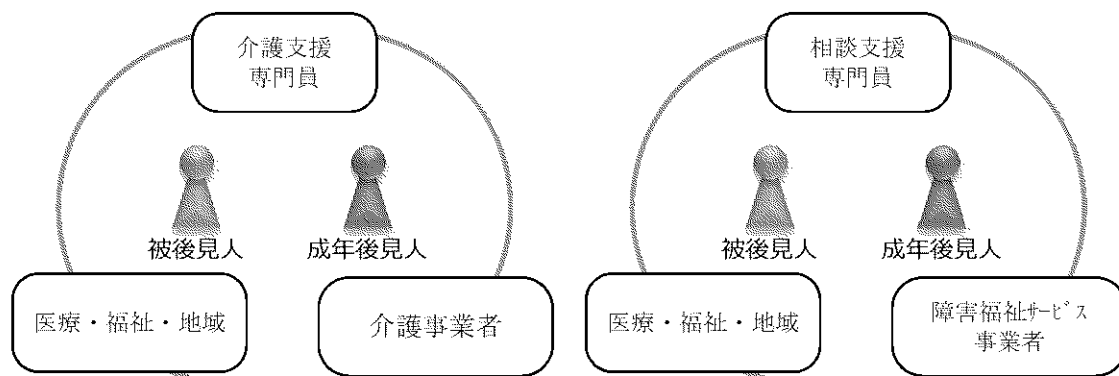 介護支援
専門員
被後見人
成年後見人
医療・福祉・地域
介護事業者
相談支援
専門員
被後見人
成年後見人
医療・福祉・地域
障害福祉ｻｰﾋﾞｽ
事業者